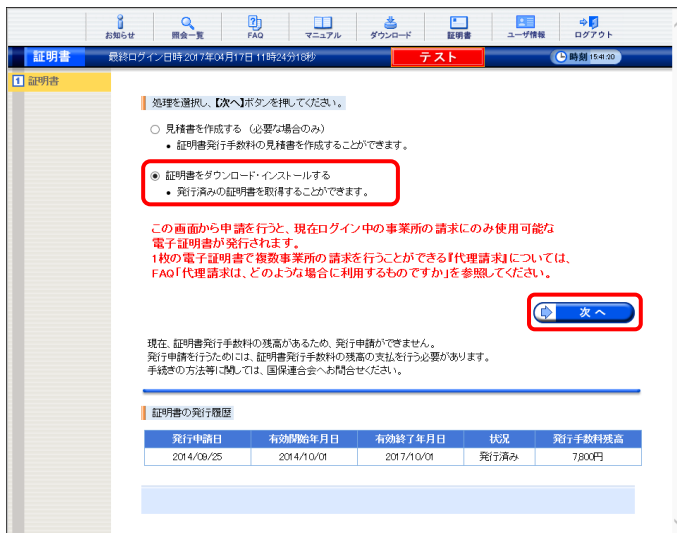 お知らせ 照会一覧 FAQ マニュアル ダウンロード 証明書 ユーザ情報 ログアウト
証明書 最終ログイン日時:2017年04月17日 11時24分18秒 テスト 時刻 15:41:20
1 証明書
処理を選択し、【次へ】ボタンを押してください。
見積書を作成する （必要な場合のみ）
• 証明書発行手数料の見積書を作成することができます。
証明書をダウンロード・インストールする
• 発行済みの証明書を取得することができます。
この画面から申請を行うと、現在ログイン中の事業所の請求にのみ使用可能な
電子証明書が発行されます。
1枚の電子証明書で複数事業所の請求を行うことができる『代理請求』については、
FAQ「代理請求は、どのような場合に利用するものですか」を参照してください。
次 へ
現在、証明書発行手数料の残高があるため、発行申請ができません。
発行申請を行うためには、証明書発行手数料の残高の支払を行う必要があります。
手続きの方法等に関しては、国保連合会へお問合せください。
証明書の発行履歴
発行申請日 有効開始年月日 有効終了年月日 状況 発行手数料残高
2014/09/25 2014/10/01 2017/10/01 発行済み 7,800円